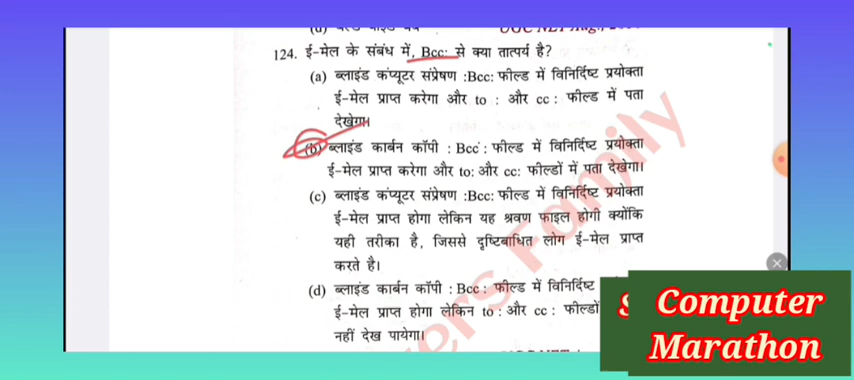 124. ई-मेल के संबंध में, Bcc: से क्या तात्पर्य है?
(a) ब्लाइंड कंप्यूटर संप्रेषण :Bcc: फील्ड में विनिर्दिष्ट प्रयोक्ता
ई-मेल प्राप्त करेगा और to : और cc : फील्ड में पता
देखेगा।
(b) ब्लाइंड कार्बन कॉपी : Bcc : फील्ड में विनिर्दिष्ट प्रयोक्ता
ई-मेल प्राप्त करेगा और to: और cc: फील्डों में पता देखेगा।
(c) ब्लाइंड कंप्यूटर संप्रेषण :Bcc: फील्ड में विनिर्दिष्ट प्रयोक्ता
ई-मेल प्राप्त होगा लेकिन यह श्रवण फाइल होगी क्योंकि
यही तरीका है, जिससे दृष्टिबाधित लोग ई-मेल प्राप्त
करते है।
(d) ब्लाइंड कार्बन कॉपी : Bcc : फील्ड में विनिर्दिष्ट
ई-मेल प्राप्त होगा लेकिन to : और cc : फील्डों
नहीं देख पायेगा।
ers Family
Computer
Marathon